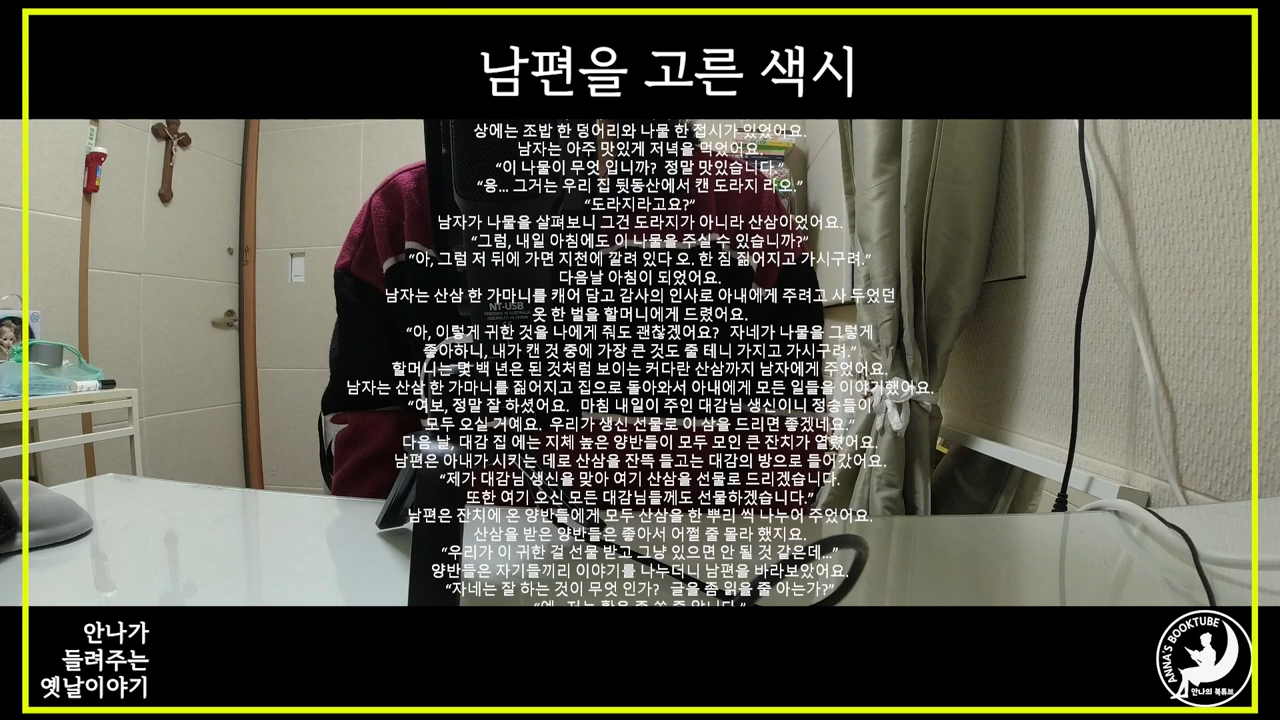 남편을 고른 색시
상에는 조밥 한 덩어리와 나물 한 접시가 있었어요.
남자는 아주 맛있게 저녁을 먹었어요.
“이 나물이 무엇 입니까? 정말 맛있습니다.”
“응... 그거는 우리 집 뒷동산에서 캔 도라지 라오.”
“도라지라고요?”
남자가 나물을 살펴보니 그건 도라지가 아니라 산삼이었어요.
“그럼, 내일 아침에도 이 나물을 주실 수 있습니까?”
“아, 그럼 저 뒤에 가면 지천에 깔려 있다 오. 한 짐 짊어지고 가시구려.”
다음날 아침이 되었어요.
남자는 산삼 한 가마니를 캐어 담고 감사의 인사로 아내에게 주려고 사 두었던
옷 한 벌을 할머니에게 드렸어요.
“아, 이렇게 귀한 것을 나에게 줘도 괜찮겠어요? 자네가 나물을 그렇게
좋아하니, 내가 캔 것 중에 가장 큰 것도 줄 테니 가지고 가시구려.”
할머니는 몇 백 년은 된 것처럼 보이는 커다란 산삼까지 남자에게 주었어요.
남자는 산삼 한 가마니를 짊어지고 집으로 돌아와서 아내에게 모든 일들을 이야기했어요.
“여보, 정말 잘 하셨어요. 마침 내일이 주인 대감님 생신이니 정승들이
모두 오실 거예요. 우리가 생신 선물로 이 삼을 드리면 좋겠네요.”
다음 날, 대감 집 에는 지체 높은 양반들이 모두 모인 큰 잔치가 열렸어요.
남편은 아내가 시키는 데로 산삼을 잔뜩 들고는 대감의 방으로 들어갔어요.
“제가 대감님 생신을 맞아 여기 산삼을 선물로 드리겠습니다.
또한 여기 오신 모든 대감님들께도 선물하겠습니다.”
남편은 잔치에 온 양반들에게 모두 산삼을 한 뿌리 씩 나누어 주었어요.
산삼을 받은 양반들은 좋아서 어쩔 줄 몰라 했지요.
“우리가 이 귀한 걸 선물 받고 그냥 있으면 안 될 것 같은데...”
양반들은 자기들끼리 이야기를 나누더니 남편을 바라보았어요.
“자네는 잘 하는 것이 무엇 인가? 글을 좀 읽을 줄 아는가?”
NT-USB
안나가
들려주는
옛날이야기
ANNA'S BOOKTUBE
안나의 북튜브